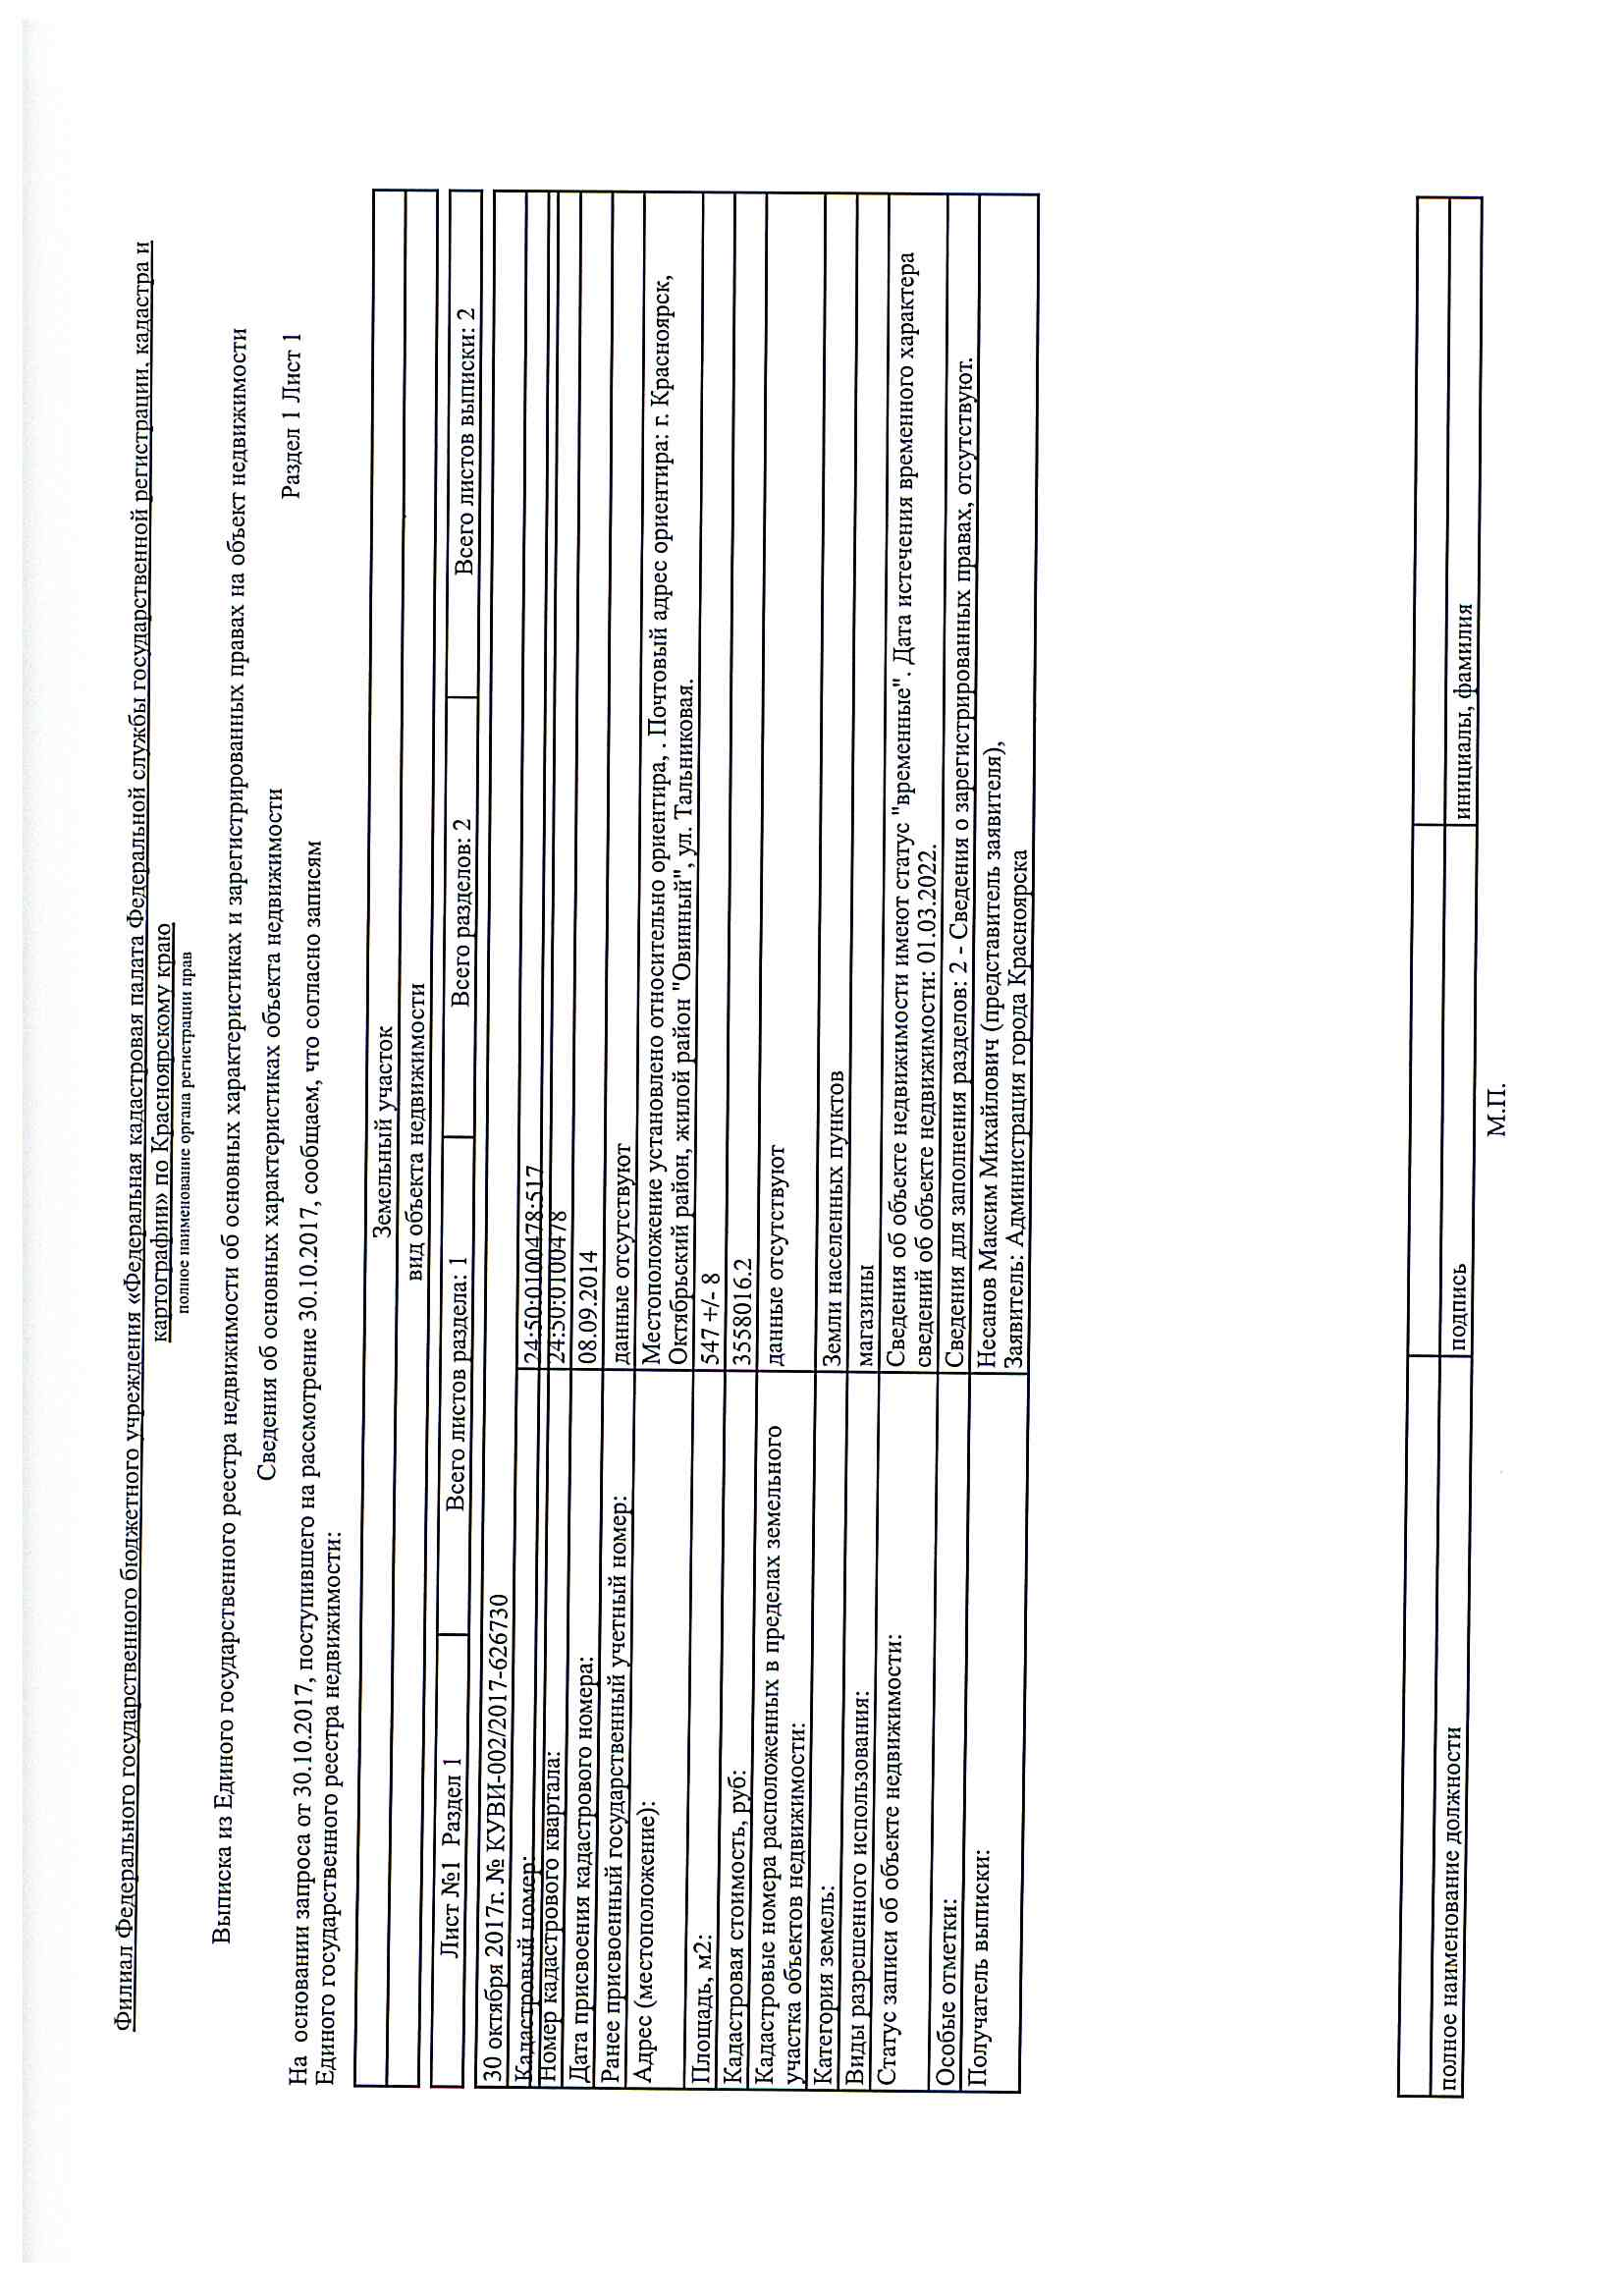 Филиал Федерального государственного бюджетного учреждения «Федеральная кадастровая палата Федеральной службы государственной регистрации, кадастра и
картографии» по Красноярскому краю
полное наименование органа регистрации прав
Выписка из Единого государственного реестра недвижимости об основных характеристиках и зарегистрированных правах на объект недвижимости
Сведения об основных характеристиках объекта недвижимости
Раздел 1 Лист 1
На основании запроса от 30.10.2017, поступившего на рассмотрение 30.10.2017, сообщаем, что согласно записям
Единого государственного реестра недвижимости:
Земельный участок
вид объекта недвижимости
Лист №1 Раздел 1 Всего листов раздела: 1 Всего разделов: 2 Всего листов выписки: 2
30 октября 2017г. № КУВИ-002/2017-626730
Кадастровый номер: 24:50:0100478:517
Номер кадастрового квартала: 24:50:0100478
Дата присвоения кадастрового номера: 08.09.2014
Ранее присвоенный государственный учетный номер: данные отсутствуют
Адрес (местоположение): Местоположение установлено относительно ориентира, . Почтовый адрес ориентира: г. Красноярск,
Октябрьский район, жилой район "Овинный", ул. Тальниковая.
Площадь, м2: 547 +/- 8
Кадастровая стоимость, руб: 3558016.2
Кадастровые номера расположенных в пределах земельного
участка объектов недвижимости: данные отсутствуют
Категория земель: Земли населенных пунктов
Виды разрешенного использования: магазины
Статус записи об объекте недвижимости: Сведения об объекте недвижимости имеют статус "временные". Дата истечения временного характера
сведений об объекте недвижимости: 01.03.2022.
Особые отметки: Сведения для заполнения разделов: 2 - Сведения о зарегистрированных правах, отсутствуют.
Получатель выписки: Несанов Максим Михайлович (представитель заявителя),
Заявитель: Администрация города Красноярска
полное наименование должности подпись инициалы, фамилия
М.П.